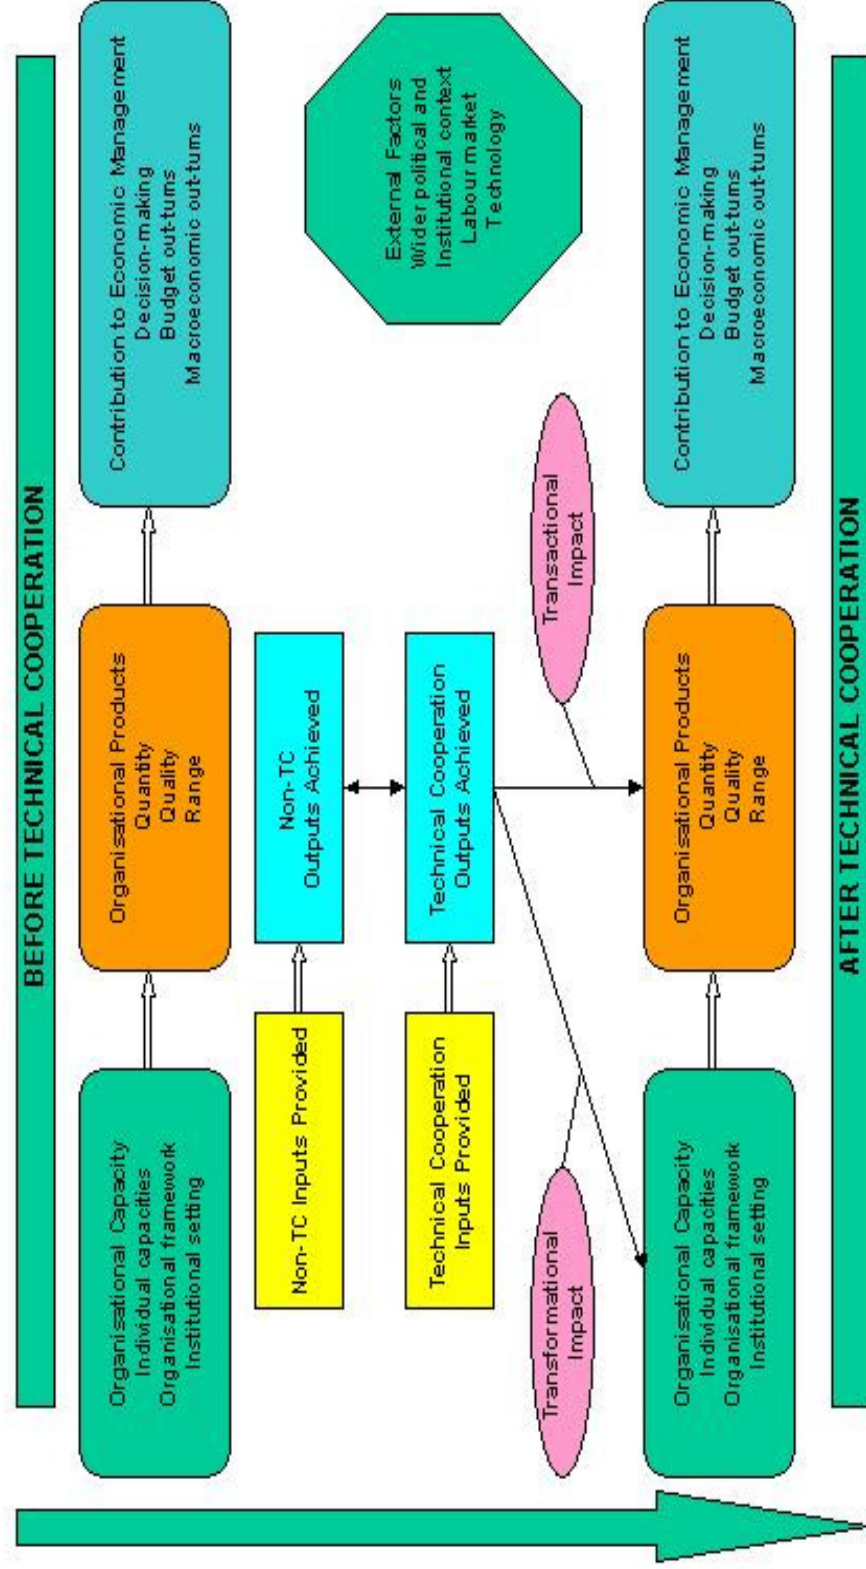 BEFORE TECHNICAL COOPERATION
Organisational Capacity
Individual capacities
Organisational framework
Institutional setting
Organisational Products
Quantity
Quality
Range
Contribution to Economic Management
Decision-making
Budget out-turns
Macroeconomic out-turns
Non-TC Inputs Provided
Non-TC
Outputs Achieved
External Factors
Wider political and
Institutional context
Labour market
Technology
Technical Cooperation
Inputs Provided
Technical Cooperation
Outputs Achieved
Transformational
Impact
Transactional
Impact
Organisational Capacity
Individual capacities
Organisational framework
Institutional setting
Organisational Products
Quantity
Quality
Range
Contribution to Economic Management
Decision-making
Budget out-turns
Macroeconomic out-turns
AFTER TECHNICAL COOPERATION